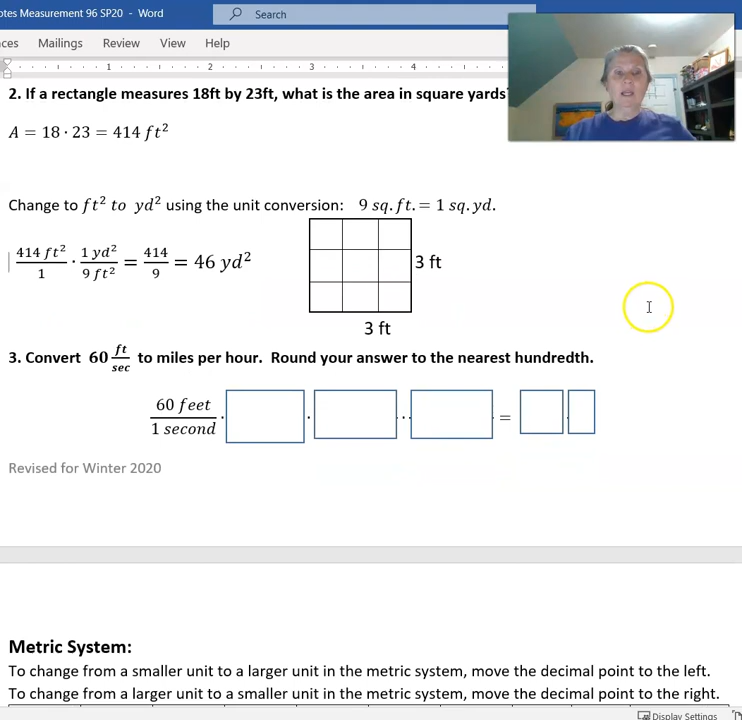 otes Measurement 96 SP20 - Word
Search
ces Mailings Review View Help
1 2 3 4
2. If a rectangle measures 18ft by 23ft, what is the area in square yards
A = 18 · 23 = 414 ft²
Change to ft² to yd² using the unit conversion: 9 sq. ft. = 1 sq. yd.
414 ft²/1 · 1 yd²/9 ft² = 414/9 = 46 yd²
3 ft
3 ft
3. Convert 60 ft/sec to miles per hour. Round your answer to the nearest hundredth.
60 feet/1 second · · ·· =
Revised for Winter 2020
Metric System:
To change from a smaller unit to a larger unit in the metric system, move the decimal point to the left.
To change from a larger unit to a smaller unit in the metric system, move the decimal point to the right.
Display Settings